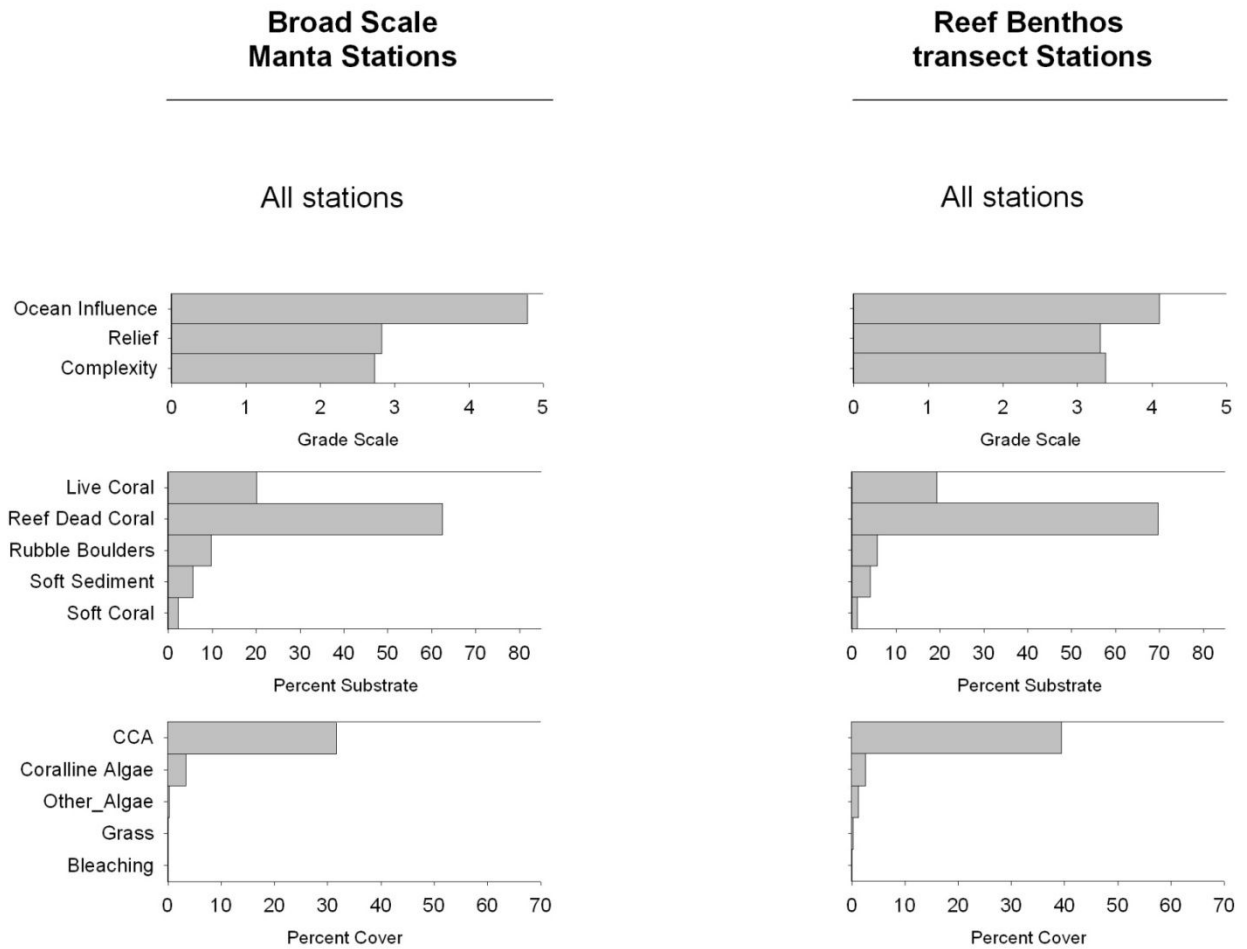 Broad Scale
Manta Stations
All stations
Ocean Influence
Relief
Complexity
0 1 2 3 4 5
Grade Scale
Live Coral
Reef Dead Coral
Rubble Boulders
Soft Sediment
Soft Coral
0 10 20 30 40 50 60 70 80
Percent Substrate
CCA
Coralline Algae
Other_Algae
Grass
Bleaching
0 10 20 30 40 50 60 70
Percent Cover
Reef Benthos
transect Stations
All stations
0 1 2 3 4 5
Grade Scale
0 10 20 30 40 50 60 70 80
Percent Substrate
0 10 20 30 40 50 60 70
Percent Cover